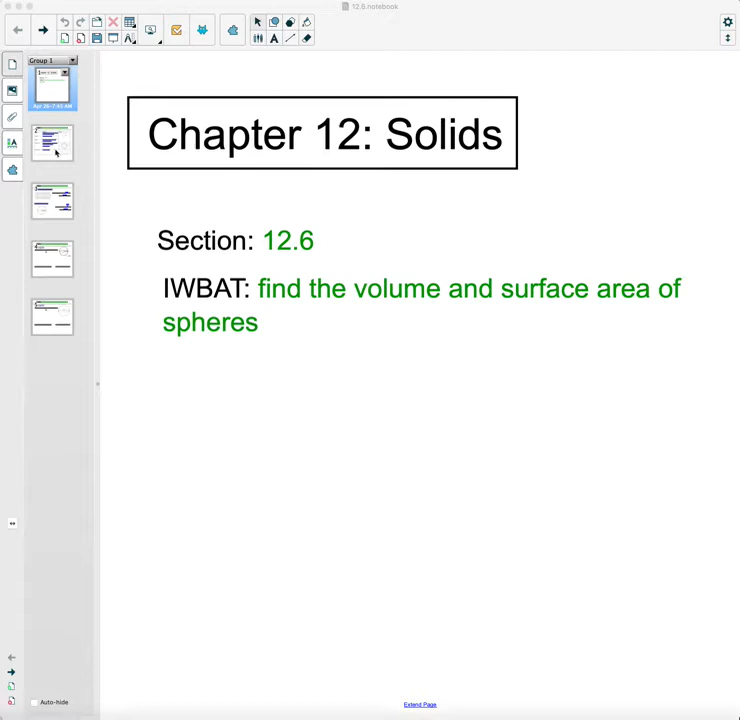 12.6.notebook
Group 1
Chapter 12: Solids
Section: 12.6
IWBAT: find the volume and surface area of
spheres
Auto-hide
Extend Page